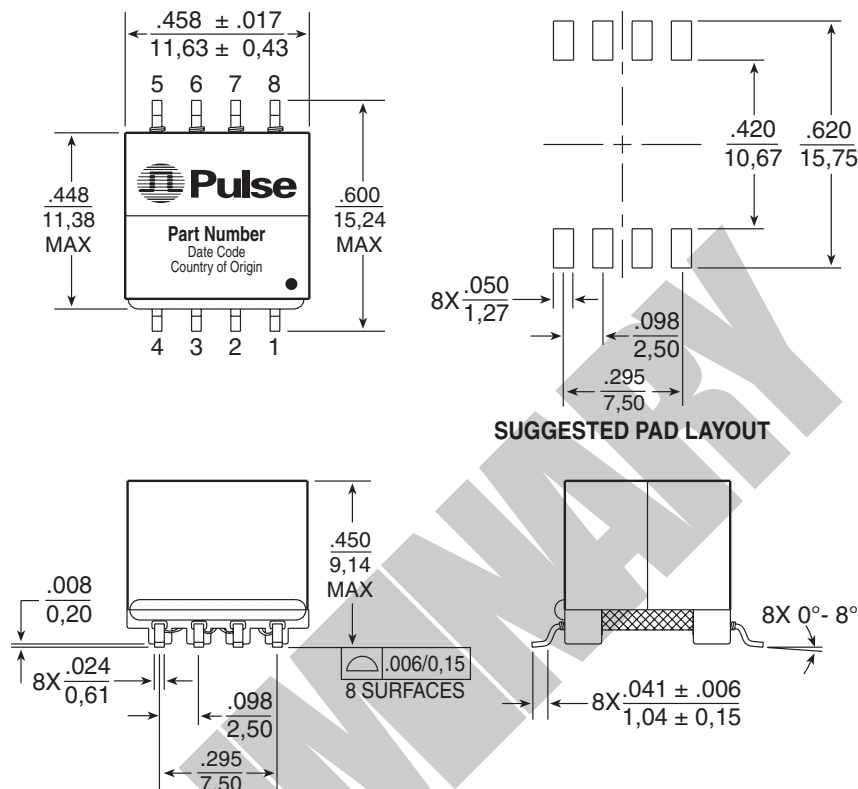 .458 ± .017
11,63 ± 0,43
5 6 7 8
.448
11,38
MAX
Pulse
Part Number
Date Code
Country of Origin
.600
15,24
MAX
4 3 2 1
.420
10,67
.620
15,75
8X .050
1,27
.098
2,50
.295
7,50
SUGGESTED PAD LAYOUT
.450
9,14
MAX
.008
0,20
8X .024
0,61
.006/0,15
8 SURFACES
.098
2,50
.295
7,50
8X 0°- 8°
8X .041 ± .006
1,04 ± 0,15